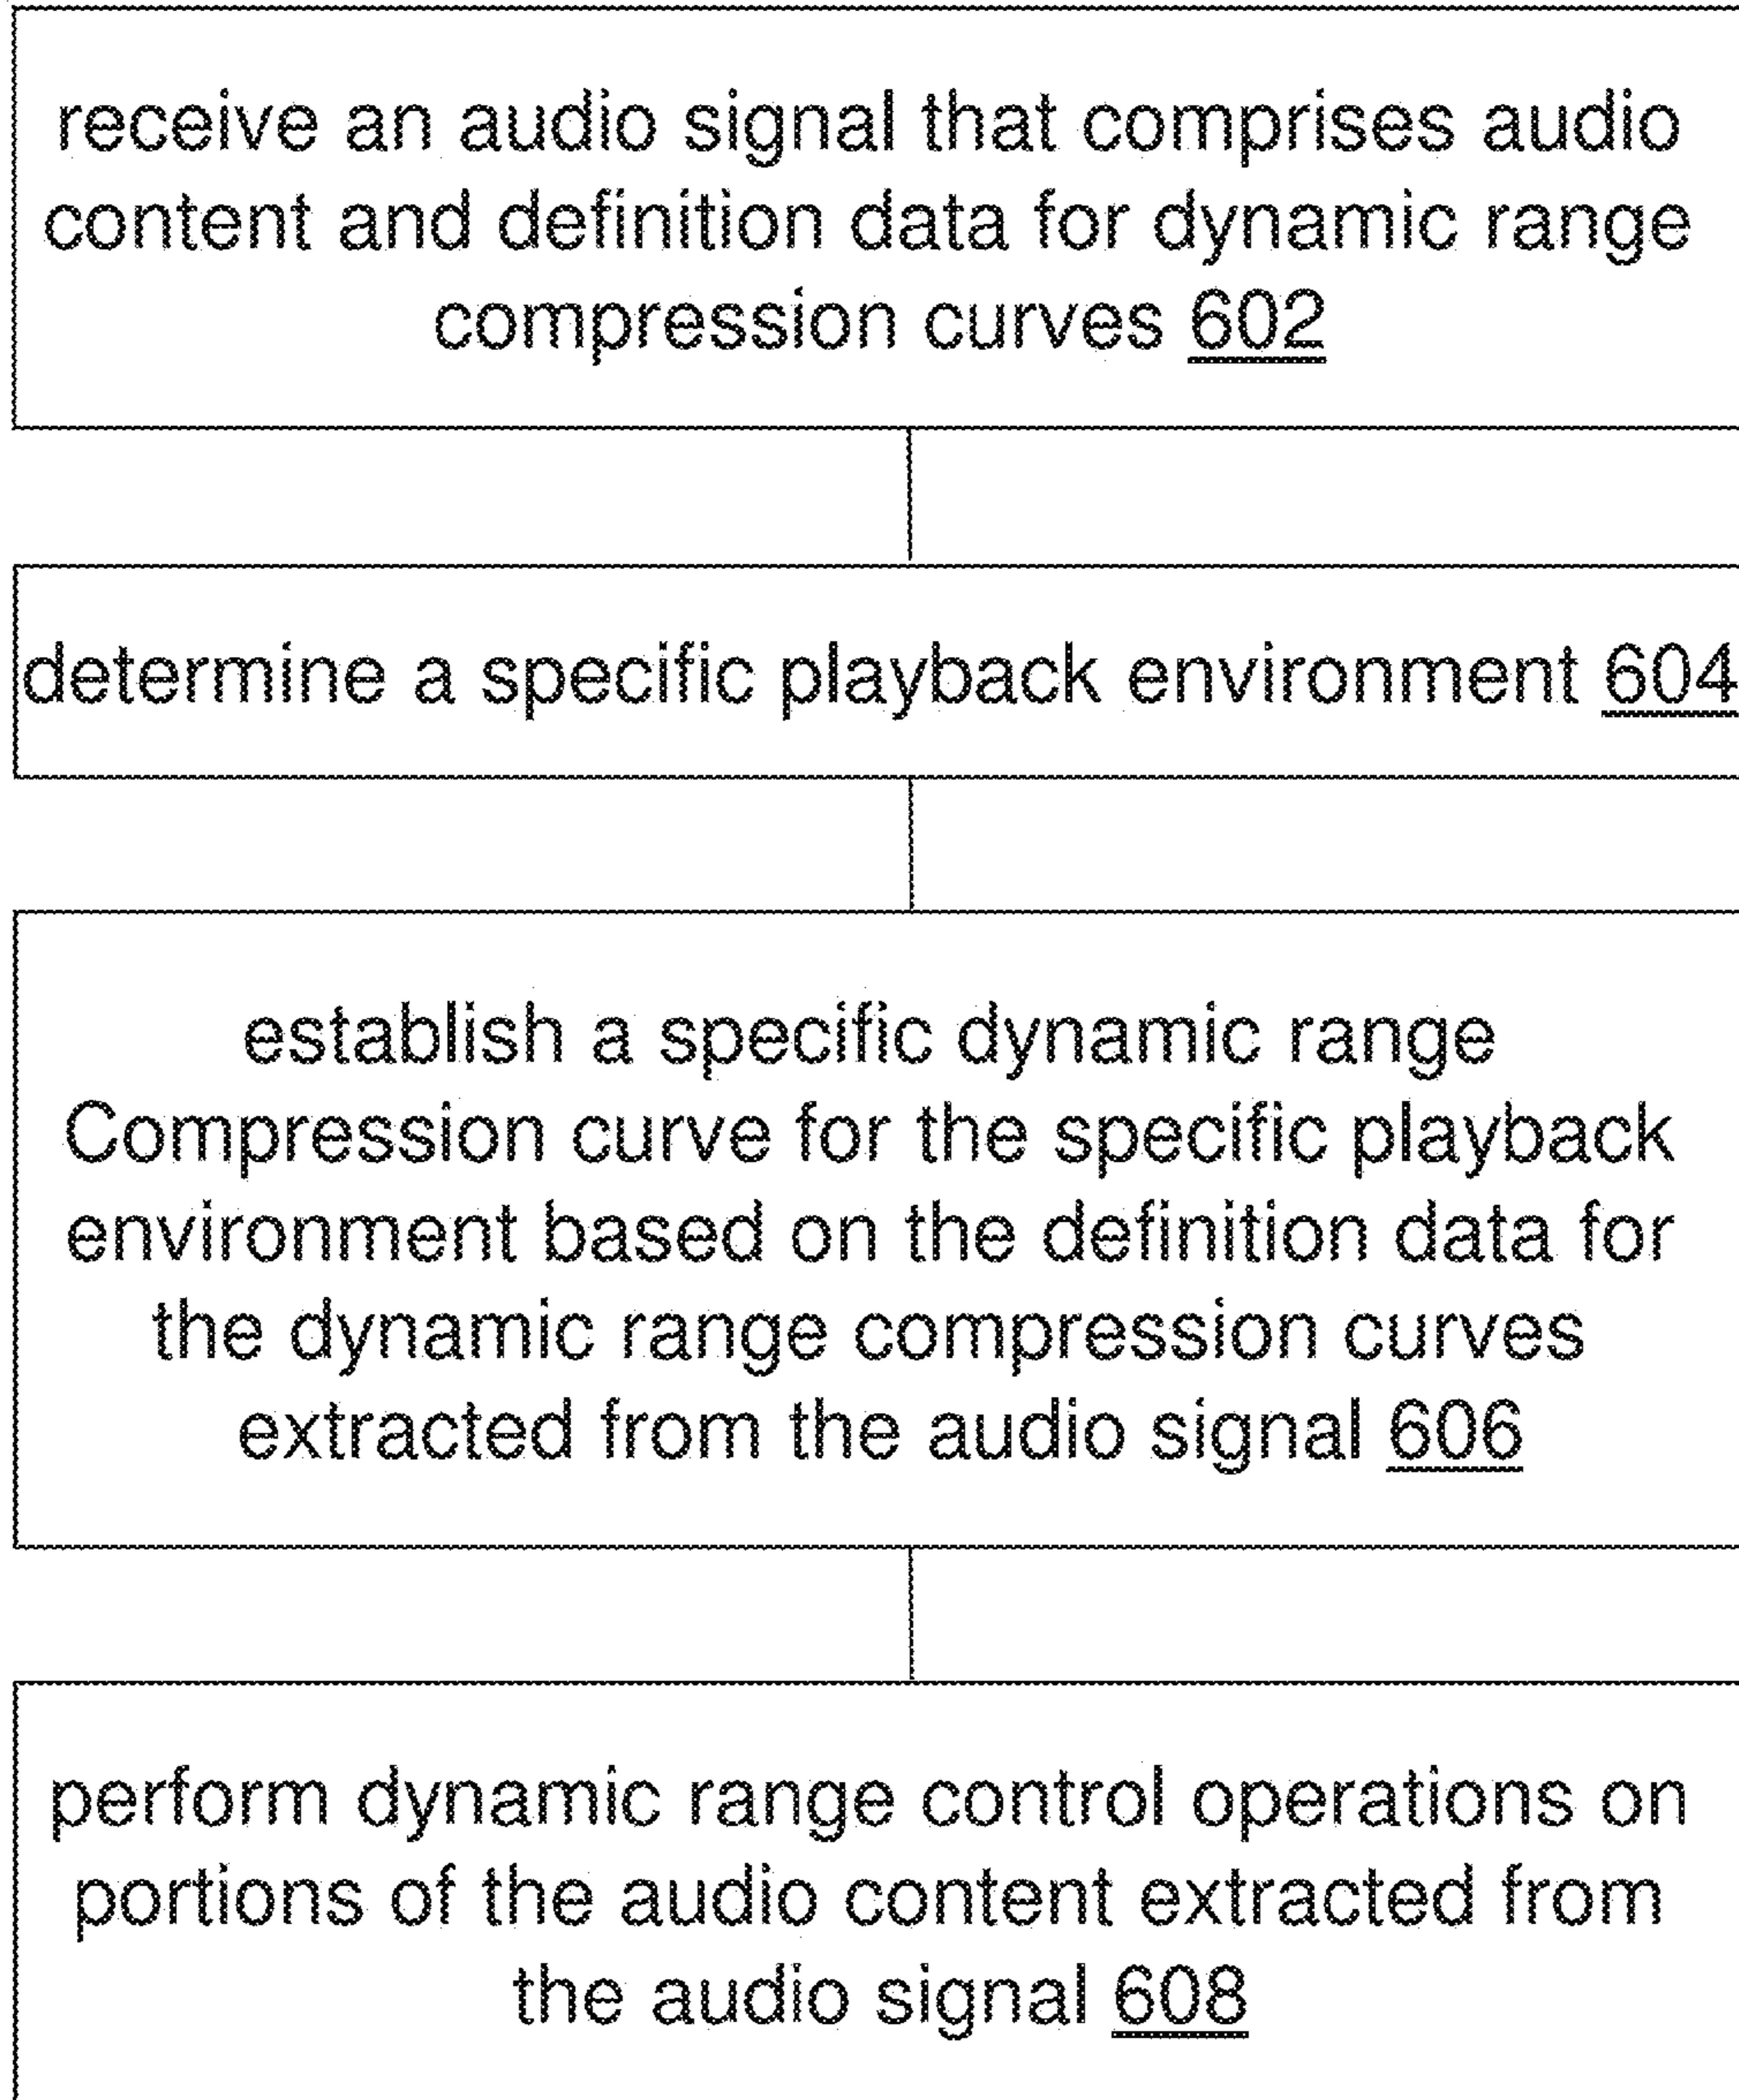 receive an audio signal that comprises audio
content and definition data for dynamic range
compression curves 602
determine a specific playback environment 604
establish a specific dynamic range
Compression curve for the specific playback
environment based on the definition data for
the dynamic range compression curves
extracted from the audio signal 606
perform dynamic range control operations on
portions of the audio content extracted from
the audio signal 608